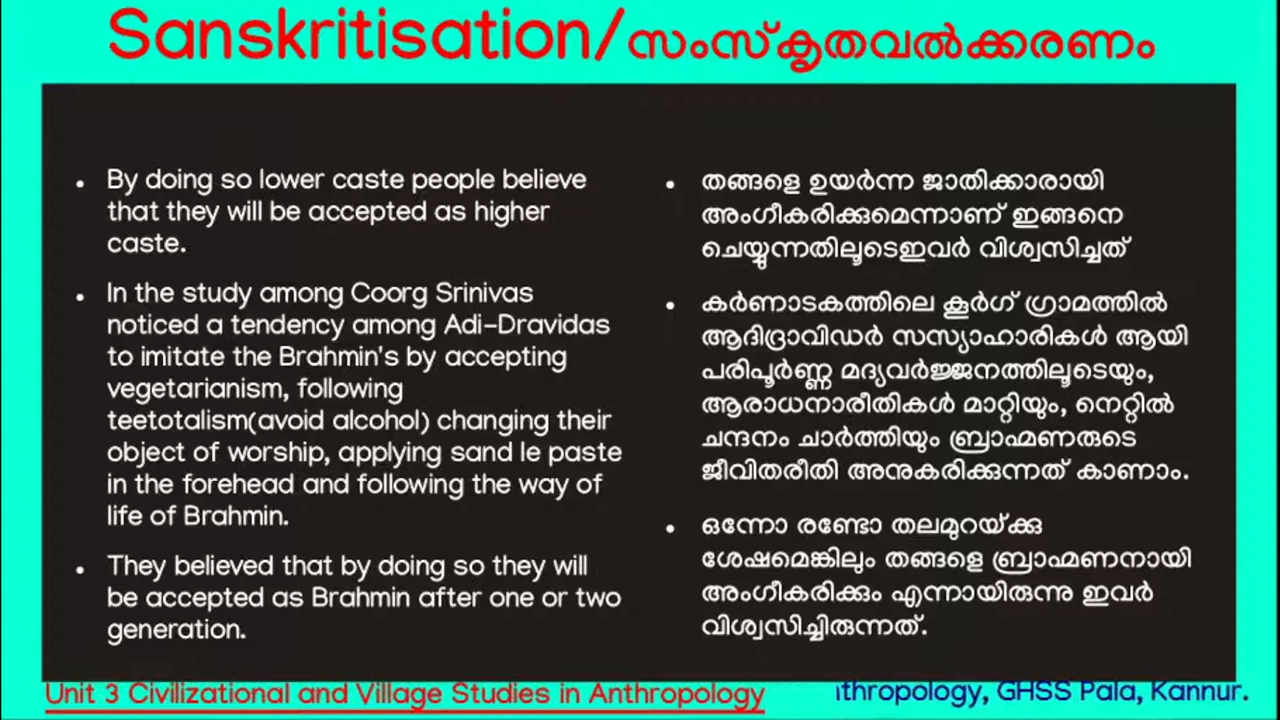 Sanskritisation/സംസ്കൃതവൽക്കരണം
• By doing so lower caste people believe
that they will be accepted as higher
caste.
• In the study among Coorg Srinivas
noticed a tendency among Adi-Dravidas
to imitate the Brahmin's by accepting
vegetarianism, following
teetotalism(avoid alcohol) changing their
object of worship, applying sand le paste
in the forehead and following the way of
life of Brahmin.
• They believed that by doing so they will
be accepted as Brahmin after one or two
generation.
• തങ്ങളെ ഉയർന്ന ജാതിക്കാരായി
അംഗീകരിക്കുമെന്നാണ് ഇങ്ങനെ
ചെയ്യുന്നതിലൂടെഇവർ വിശ്വസിച്ചത്
• കർണാടകത്തിലെ കൂർഗ് ഗ്രാമത്തിൽ
ആദിദ്രാവിഡർ സസ്യാഹാരികൾ ആയി
പരിപൂർണ്ണ മദ്യവർജ്ജനത്തിലൂടെയും,
ആരാധനാരീതികൾ മാറ്റിയും, നെറ്റിൽ
ചന്ദനം ചാർത്തിയും ബ്രാഹ്മണരുടെ
ജീവിതരീതി അനുകരിക്കുന്നത് കാണാം.
• ഒന്നോ രണ്ടോ തലമുറയ്ക്കു
ശേഷമെങ്കിലും തങ്ങളെ ബ്രാഹ്മണനായി
അംഗീകരിക്കും എന്നായിരുന്നു ഇവർ
വിശ്വസിച്ചിരുന്നത്.
Unit 3 Civilizational and Village Studies in Anthropology
thropology, GHSS Pala, Kannur.